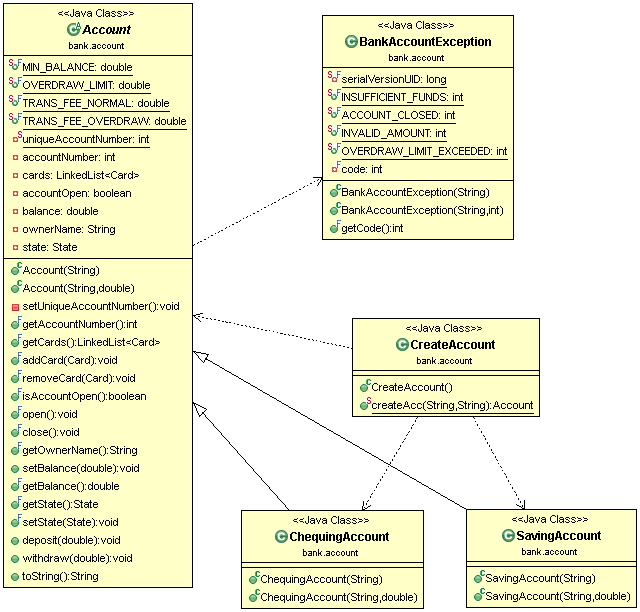 <<Java Class>>
Account
bank.account
MIN_BALANCE: double
OVERDRAW_LIMIT: double
TRANS_FEE_NORMAL: double
TRANS_FEE_OVERDRAW: double
uniqueAccountNumber: int
accountNumber: int
cards: LinkedList<Card>
accountOpen: boolean
balance: double
ownerName: String
state: State
Account(String)
Account(String,double)
setUniqueAccountNumber():void
getAccountNumber():int
getCards():LinkedList<Card>
addCard(Card):void
removeCard(Card):void
isAccountOpen():boolean
open():void
close():void
getOwnerName():String
setBalance(double):void
getBalance():double
getState():State
setState(State):void
deposit(double):void
withdraw(double):void
toString():String
<<Java Class>>
BankAccountException
bank.account
serialVersionUID: long
INSUFFICIENT_FUNDS: int
ACCOUNT_CLOSED: int
INVALID_AMOUNT: int
OVERDRAW_LIMIT_EXCEEDED: int
code: int
BankAccountException(String)
BankAccountException(String,int)
getCode():int
<<Java Class>>
CreateAccount
bank.account
CreateAccount()
createAcc(String,String):Account
<<Java Class>>
ChequingAccount
bank.account
ChequingAccount(String)
ChequingAccount(String,double)
<<Java Class>>
SavingAccount
bank.account
SavingAccount(String)
SavingAccount(String,double)